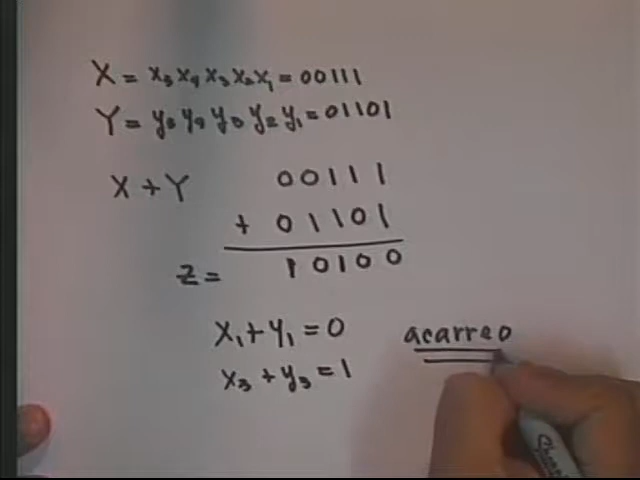 X = x5 x4 x3 x2 x1 = 00111
Y = y5 y4 y3 y2 y1 = 01101
X + Y 00111
+ 01101
Z = 10100
x1 + y1 = 0 acarreo
x3 + y3 = 1